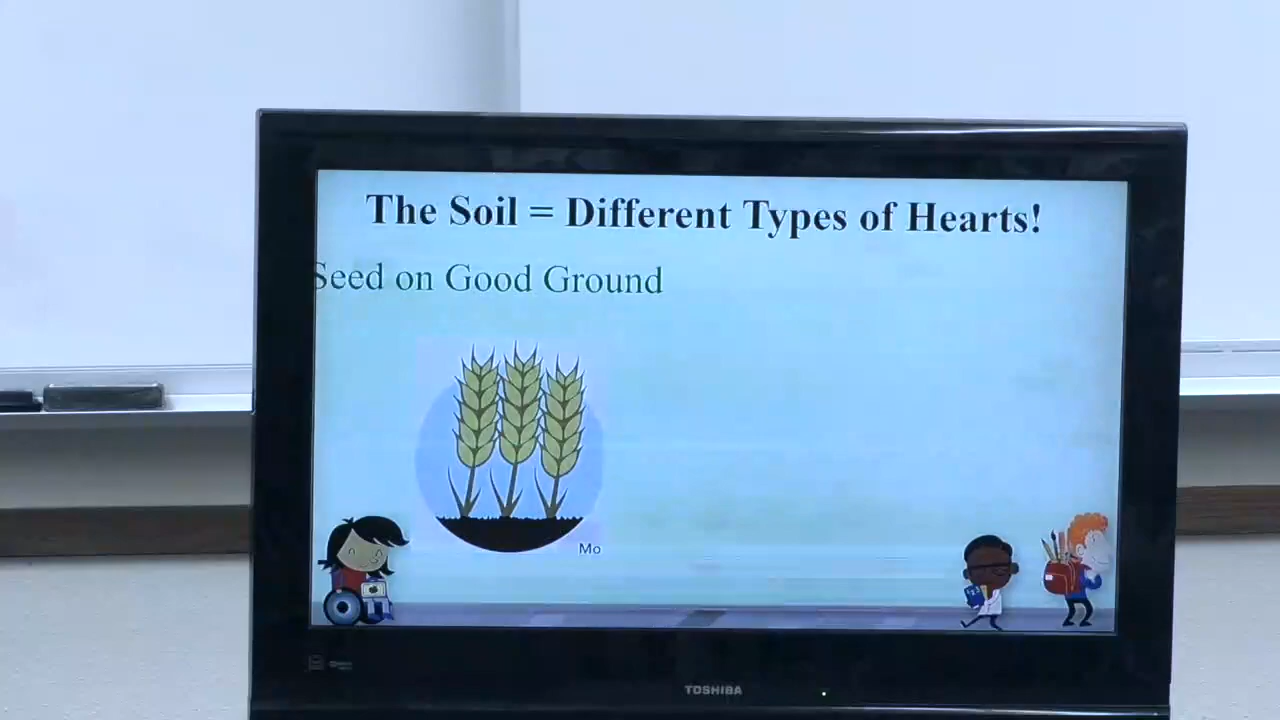 The Soil = Different Types of Hearts!
Seed on Good Ground
Mo
TOSHIBA